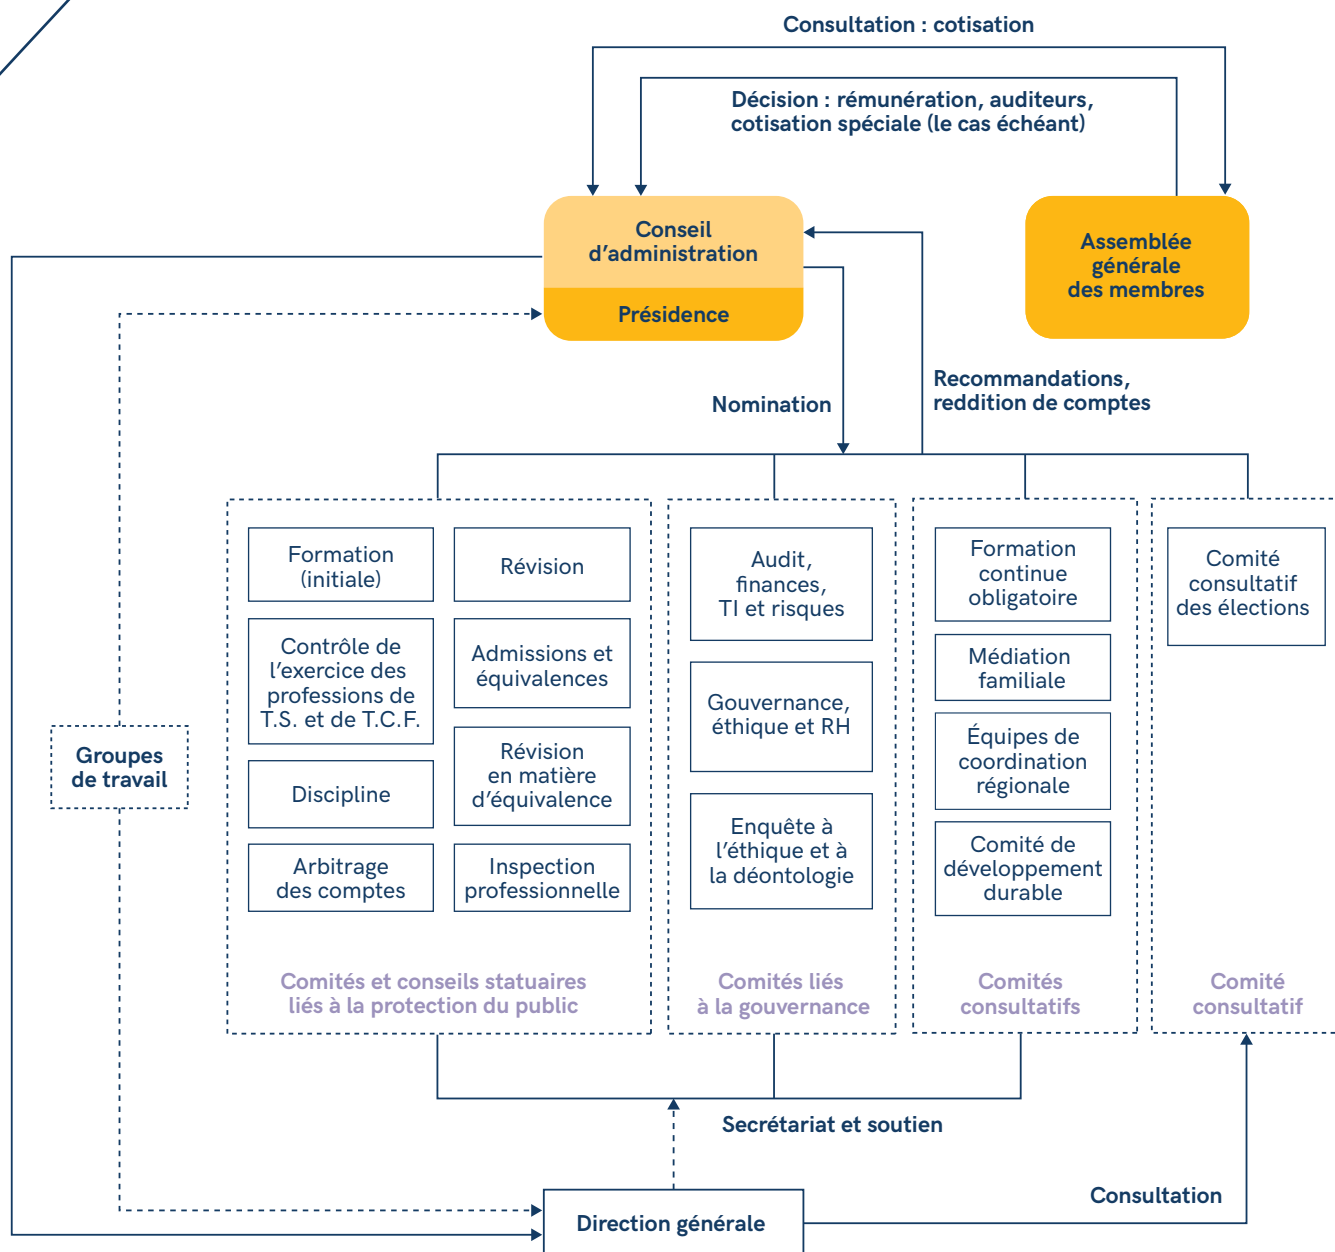 Consultation : cotisation
Décision : rémunération, auditeurs,
cotisation spéciale (le cas échéant)
Conseil
d'administration
Présidence
Assemblée
générale
des membres
Nomination
Recommandations,
reddition de comptes
Groupes
de travail
Formation
(initiale)
Contrôle de
l'exercice des
professions de
T.S. et de T.C.F.
Discipline
Arbitrage
des comptes
Révision
Admissions et
équivalences
Révision
en matière
d'équivalence
Inspection
professionnelle
Comités et conseils statuaires
liés à la protection du public
Audit,
finances,
TI et risques
Gouvernance,
éthique et RH
Enquête à
l'éthique et à
la déontologie
Comités liés
à la gouvernance
Formation
continue
obligatoire
Médiation
familiale
Équipes de
coordination
régionale
Comité de
développement
durable
Comités
consultatifs
Comité
consultatif
des élections
Comité
consultatif
Secrétariat et soutien
Consultation
Direction générale